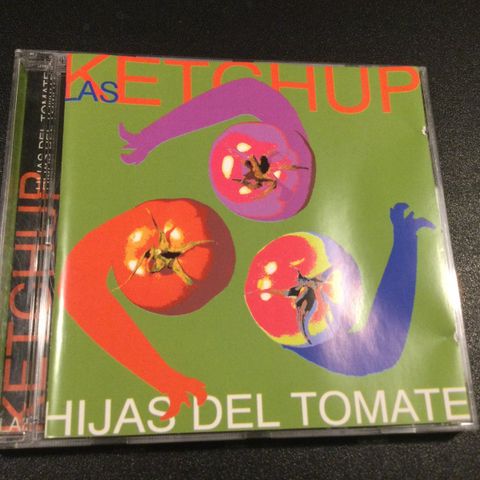 LAS KETCHUP
HIJAS DEL TOMATE
LAS KETCHUP
HIJAS DEL TOMATE